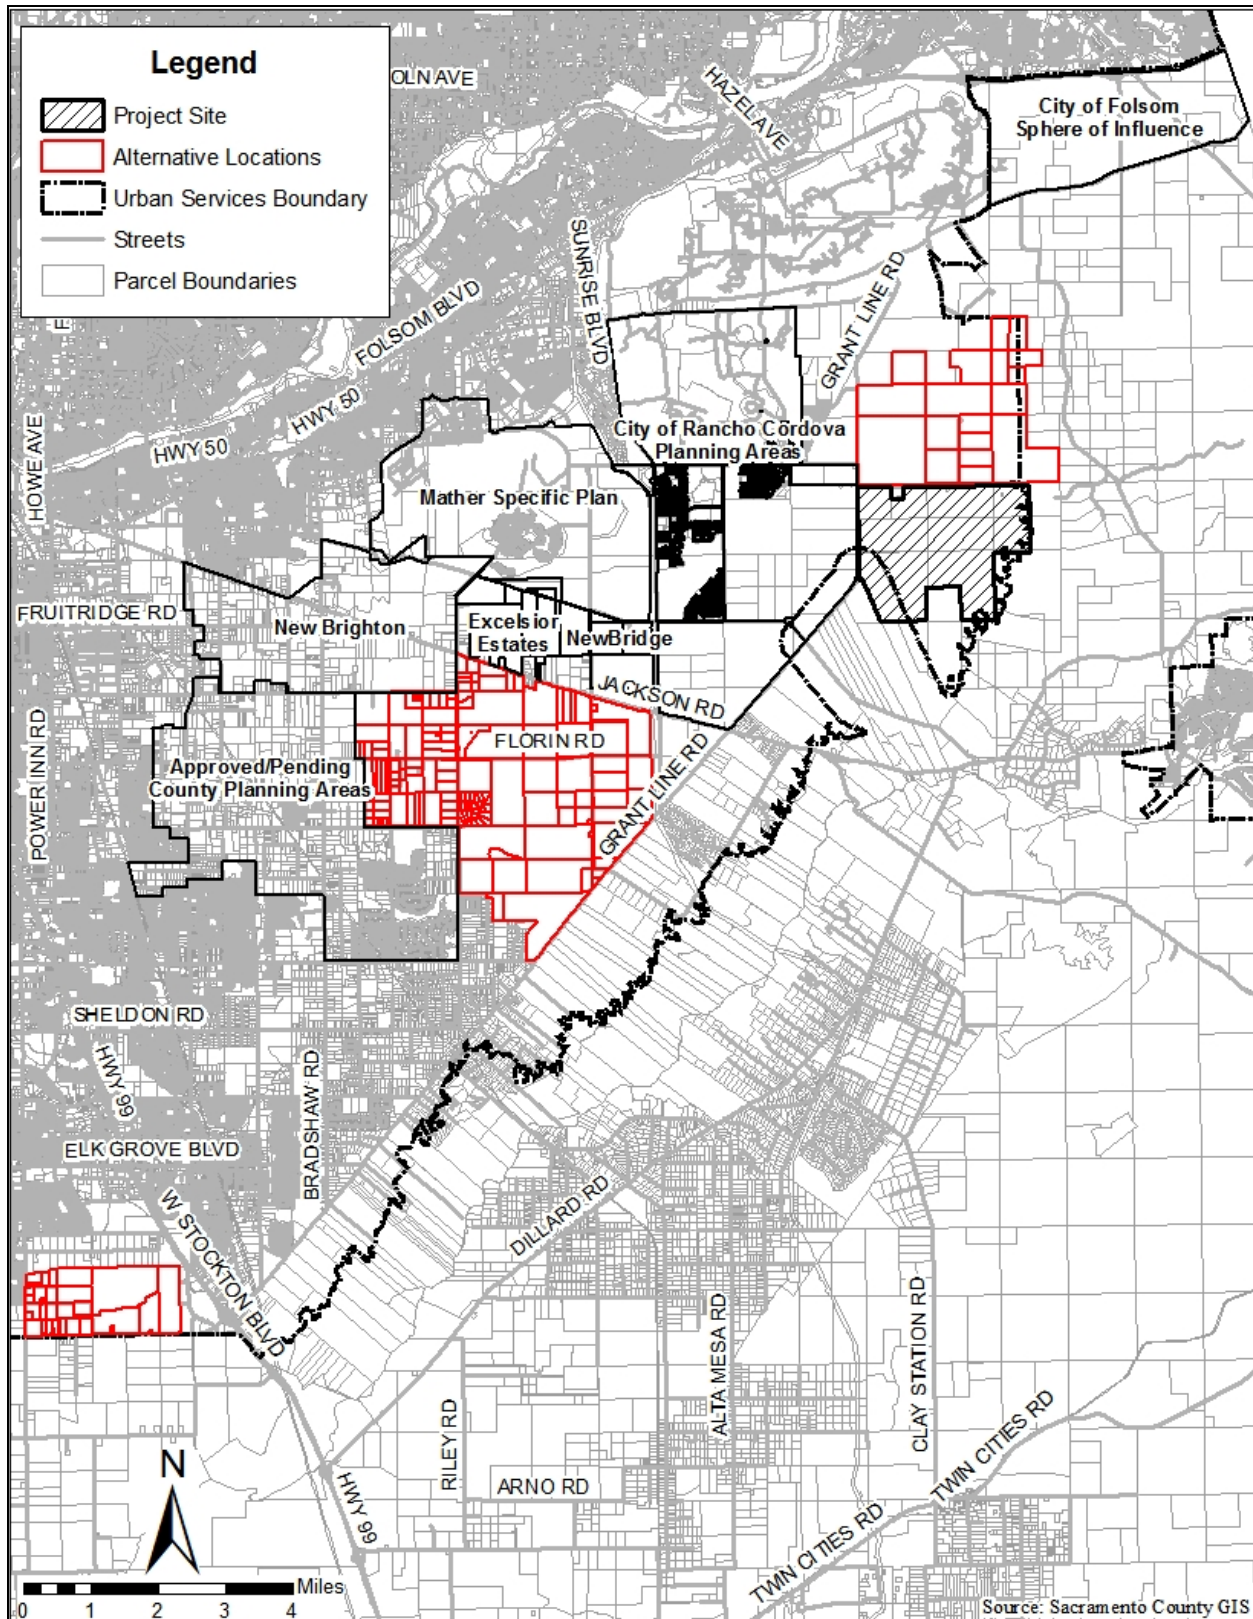 Legend
Project Site
Alternative Locations
Urban Services Boundary
Streets
Parcel Boundaries
OLN AVE
HAZEL AVE
City of Folsom
Sphere of Influence
SUNRISE BLVD
GRANT LINE RD
FOLSOM BLVD
HWY 50
HWY 50
HOWE AVE
City of Rancho Cordova
Planning Areas
Mather Specific Plan
FRUITRIDGE RD
New Brighton
Excelsior
Estates
NewBridge
JACKSON RD
FLORIN RD
POWER INN RD
Approved/Pending
County Planning Areas
GRANT LINE RD
SHELDON RD
HWY 99
BRADSHAW RD
ELK GROVE BLVD
W STOCKTON BLVD
DILLARD RD
ALTA MESA RD
CLAY STATION RD
RILEY RD
ARNO RD
HWY 99
TWIN CITIES RD
TWIN CITIES RD
N
Miles
0 1 2 3 4
Source: Sacramento County GIS